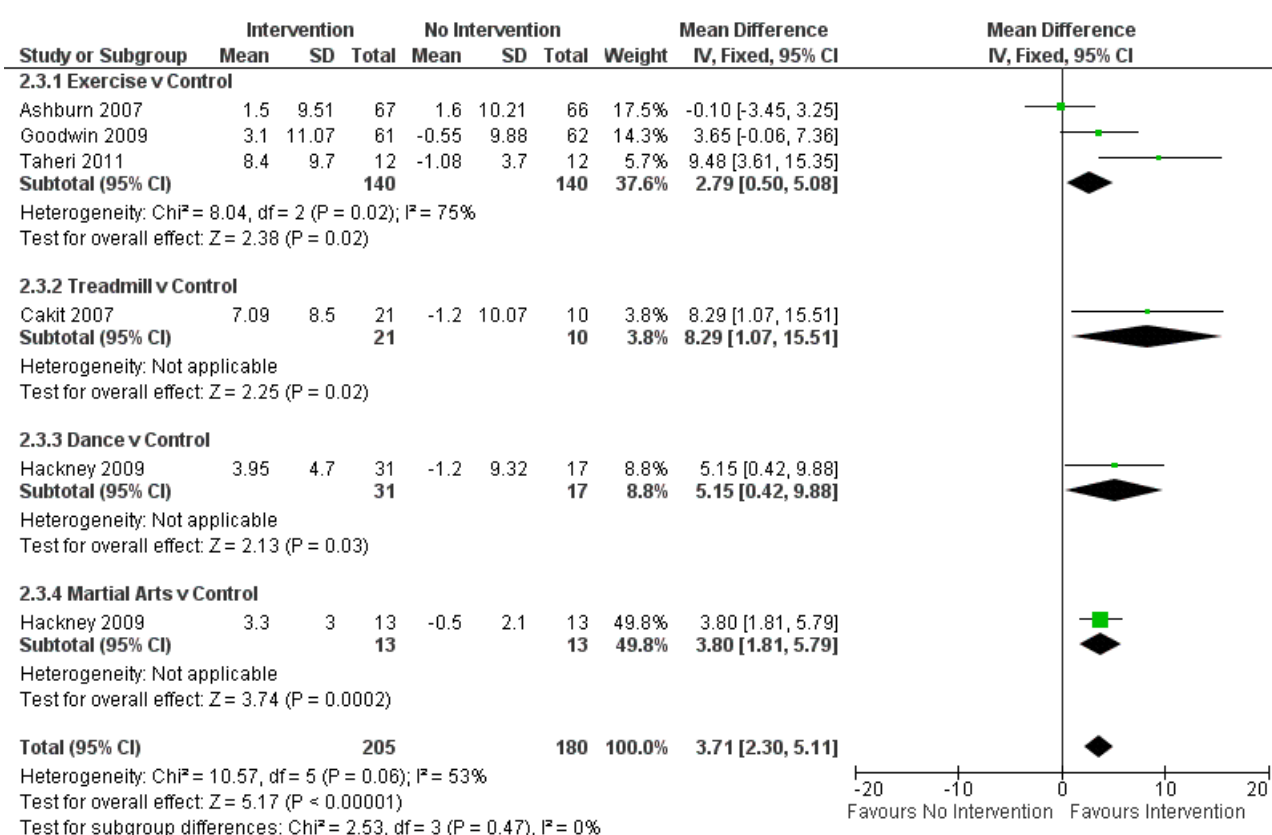 Intervention No Intervention Mean Difference Mean Difference
Study or Subgroup Mean SD Total Mean SD Total Weight IV, Fixed, 95% CI IV, Fixed, 95% CI
2.3.1 Exercise v Control
Ashburn 2007 1.5 9.51 67 1.6 10.21 66 17.5% -0.10 [-3.45, 3.25]
Goodwin 2009 3.1 11.07 61 -0.55 9.88 62 14.3% 3.65 [-0.06, 7.36]
Taheri 2011 8.4 9.7 12 -1.08 3.7 12 5.7% 9.48 [3.61, 15.35]
Subtotal (95% CI) 140 140 37.6% 2.79 [0.50, 5.08]
Heterogeneity: Chi² = 8.04, df = 2 (P = 0.02); I² = 75%
Test for overall effect: Z = 2.38 (P = 0.02)
2.3.2 Treadmill v Control
Cakit 2007 7.09 8.5 21 -1.2 10.07 10 3.8% 8.29 [1.07, 15.51]
Subtotal (95% CI) 21 10 3.8% 8.29 [1.07, 15.51]
Heterogeneity: Not applicable
Test for overall effect: Z = 2.25 (P = 0.02)
2.3.3 Dance v Control
Hackney 2009 3.95 4.7 31 -1.2 9.32 17 8.8% 5.15 [0.42, 9.88]
Subtotal (95% CI) 31 17 8.8% 5.15 [0.42, 9.88]
Heterogeneity: Not applicable
Test for overall effect: Z = 2.13 (P = 0.03)
2.3.4 Martial Arts v Control
Hackney 2009 3.3 3 13 -0.5 2.1 13 49.8% 3.80 [1.81, 5.79]
Subtotal (95% CI) 13 13 49.8% 3.80 [1.81, 5.79]
Heterogeneity: Not applicable
Test for overall effect: Z = 3.74 (P = 0.0002)
Total (95% CI) 205 180 100.0% 3.71 [2.30, 5.11]
Heterogeneity: Chi² = 10.57, df = 5 (P = 0.06); I² = 53%
Test for overall effect: Z = 5.17 (P < 0.00001)
Test for subgroup differences: Chi² = 2.53, df = 3 (P = 0.47), I² = 0%
-20 -10 0 10 20
Favours No Intervention Favours Intervention